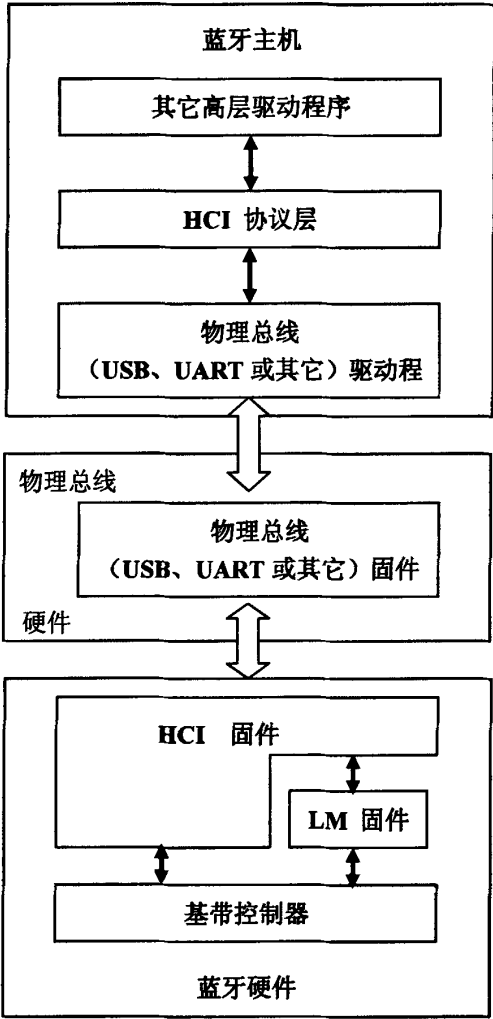 蓝牙主机
其它高层驱动程序
HCI 协议层
物理总线
（USB、UART 或其它）驱动程
物理总线
物理总线
（USB、UART 或其它）固件
硬件
HCI 固件
LM 固件
基带控制器
蓝牙硬件